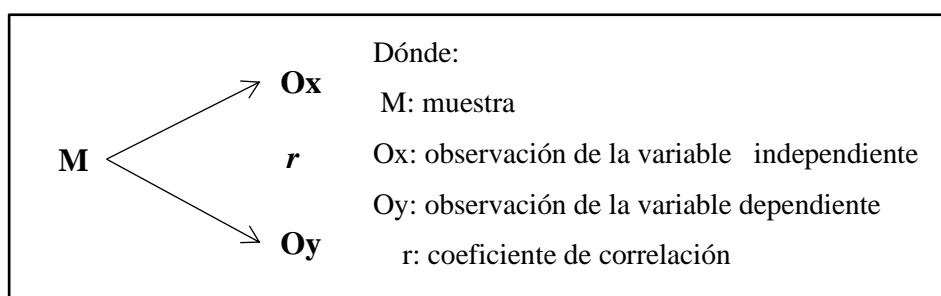 Dónde:
Ox
M: muestra
M
r
Ox: observación de la variable independiente
Oy: observación de la variable dependiente
Oy
r: coeficiente de correlación